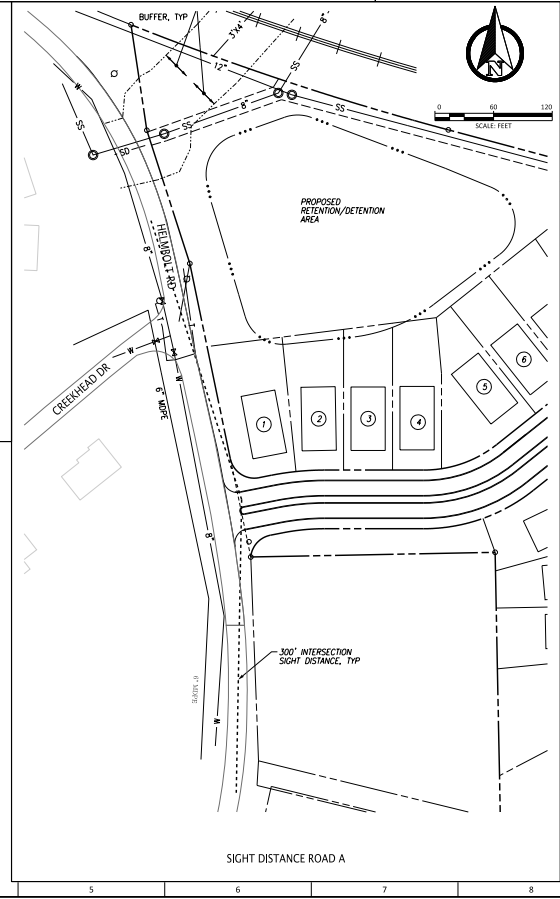 BUFFER, TYP
3'X4'
8"
12'
SS
SS
SS
8"
SS
SD
W
N
0 60 120
SCALE: FEET
PROPOSED
RETENTION/DETENTION
AREA
HELMBOLT RD
8"
CREEKHEAD DR
W
W
6" MDPE
1
2
3
4
5
6
8"
300' INTERSECTION
SIGHT DISTANCE, TYP
6" MDPE
W
SIGHT DISTANCE ROAD A
5 6 7 8